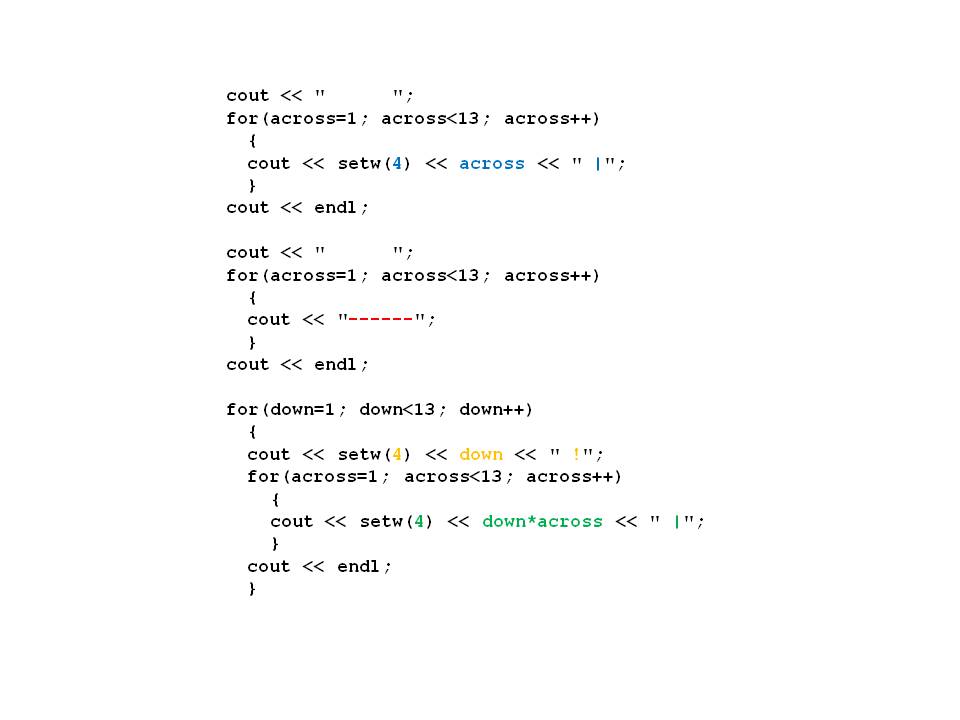 cout << "      ";
for(across=1; across<13; across++)
  {
  cout << setw(4) << across << " |";
  }
cout << endl;

cout << "      ";
for(across=1; across<13; across++)
  {
  cout << "------";
  }
cout << endl;

for(down=1; down<13; down++)
  {
  cout << setw(4) << down << " !";
  for(across=1; across<13; across++)
    {
    cout << setw(4) << down*across << " |";
    }
  cout << endl;
  }